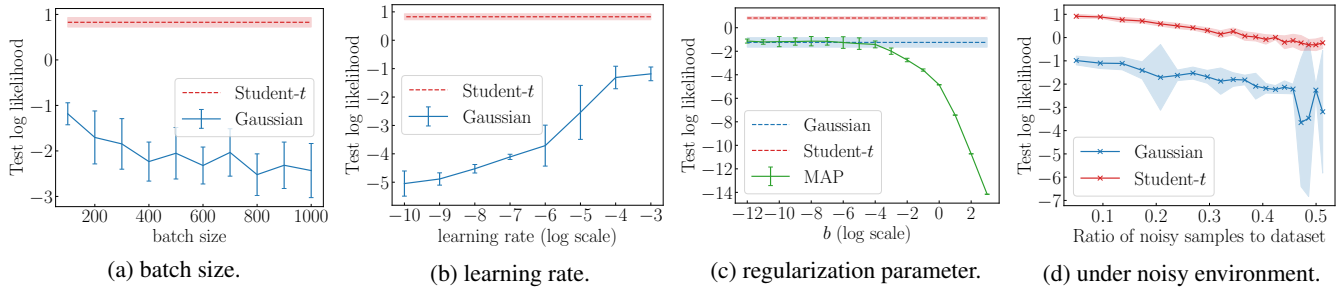 Test log likelihood
1
0
−1
−2
−3
Student-t
Gaussian
200 400 600 800 1000
batch size
(a) batch size.
Test log likelihood
1
0
−1
−2
−3
−4
−5
Student-t
Gaussian
−10 −9 −8 −7 −6 −5 −4 −3
learning rate (log scale)
(b) learning rate.
Test log likelihood
0
−2
−4
−6
−8
−10
−12
−14
Gaussian
Student-t
MAP
−12 −10 −8 −6 −4 −2 0 2
b (log scale)
(c) regularization parameter.
Test log likelihood
1
0
−1
−2
−3
−4
−5
−6
−7
Gaussian
Student-t
0.1 0.2 0.3 0.4 0.5
Ratio of noisy samples to dataset
(d) under noisy environment.